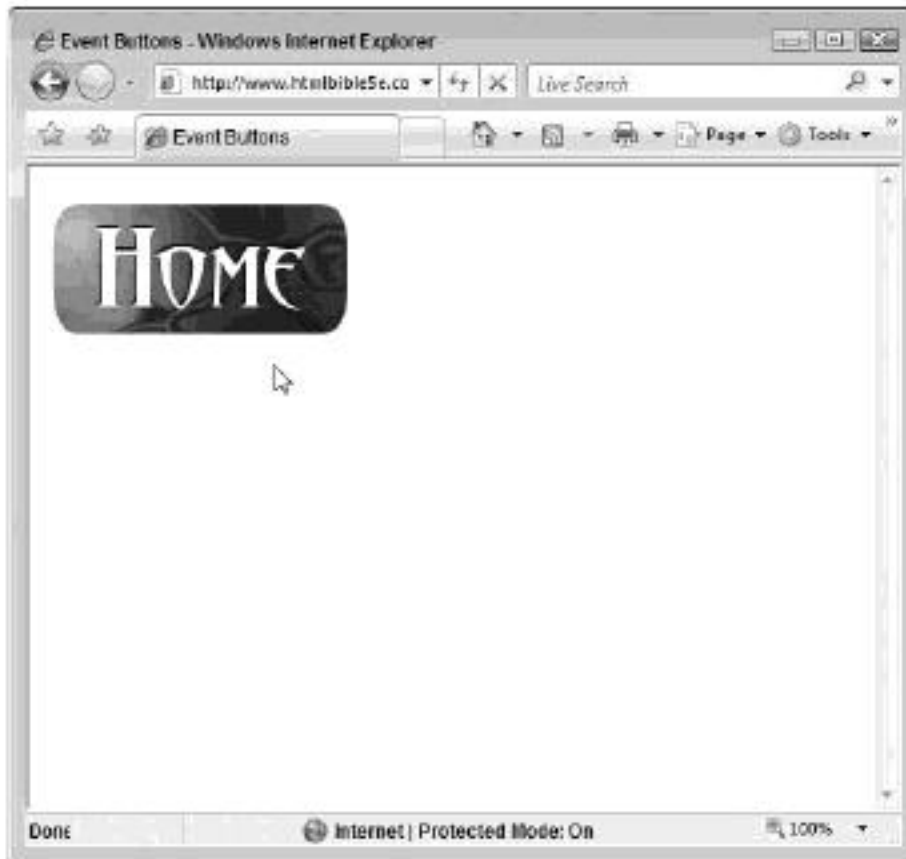 Event Buttons - Windows Internet Explorer
http://www.htmlbible5e.co
Live Search
Event Buttons
Page
Tools
HOME
Done
Internet | Protected Mode: On
100%